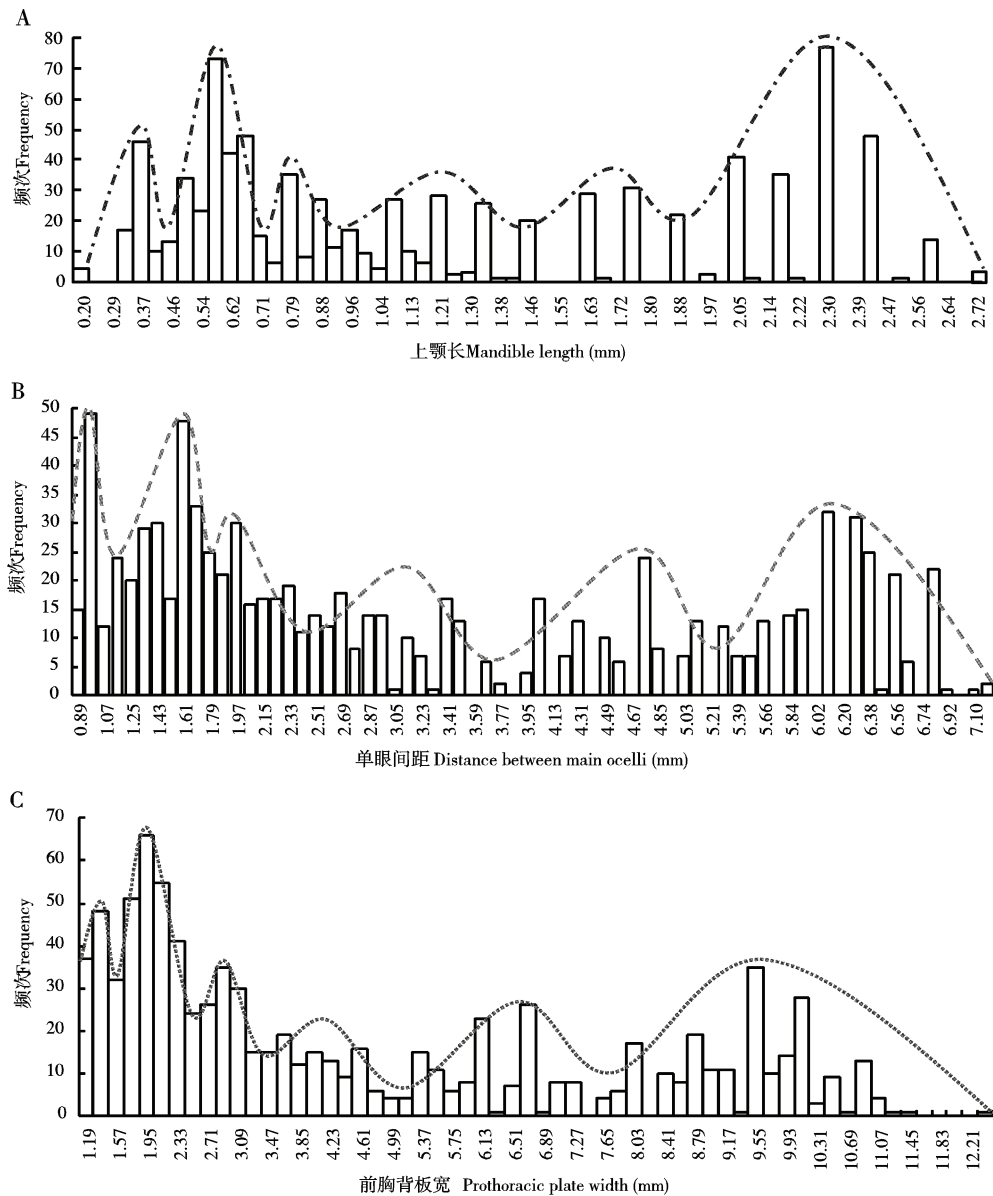 A
80
70
60
50
40
30
20
10
0
频次Frequency
0.20 0.29 0.37 0.46 0.54 0.62 0.71 0.79 0.88 0.96 1.04 1.13 1.21 1.30 1.38 1.46 1.55 1.63 1.72 1.80 1.88 1.97 2.05 2.14 2.22 2.30 2.39 2.47 2.56 2.64 2.72
上颚长Mandible length (mm)
B
50
45
40
35
30
25
20
15
10
5
0
频次Frequency
0.89 1.07 1.25 1.43 1.61 1.79 1.97 2.15 2.33 2.51 2.69 2.87 3.05 3.23 3.41 3.59 3.77 3.95 4.13 4.31 4.49 4.67 4.85 5.03 5.21 5.39 5.66 5.84 6.02 6.20 6.38 6.56 6.74 6.92 7.10
单眼间距 Distance between main ocelli (mm)
C
70
60
50
40
30
20
10
0
频次Frequency
1.19 1.57 1.95 2.33 2.71 3.09 3.47 3.85 4.23 4.61 4.99 5.37 5.75 6.13 6.51 6.89 7.27 7.65 8.03 8.41 8.79 9.17 9.55 9.93 10.31 10.69 11.07 11.45 11.83 12.21
前胸背板宽 Prothoracic plate width (mm)